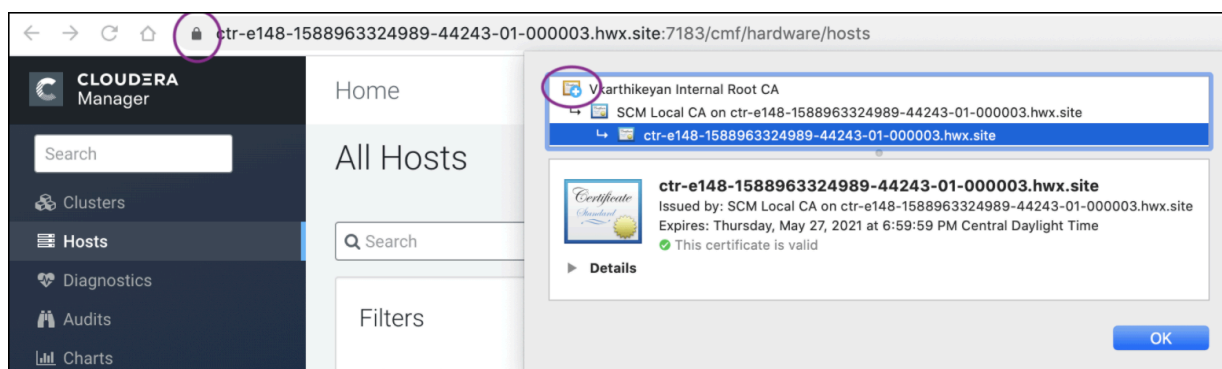 ctr-e148-1588963324989-44243-01-000003.hwx.site:7183/cmf/hardware/hosts
CLOUDERA
Manager
Search
Clusters
Hosts
Diagnostics
Audits
Charts
Home
All Hosts
Search
Filters
Vkarthikeyan Internal Root CA
SCM Local CA on ctr-e148-1588963324989-44243-01-000003.hwx.site
ctr-e148-1588963324989-44243-01-000003.hwx.site
Certificate
Standard
ctr-e148-1588963324989-44243-01-000003.hwx.site
Issued by: SCM Local CA on ctr-e148-1588963324989-44243-01-000003.hwx.site
Expires: Thursday, May 27, 2021 at 6:59:59 PM Central Daylight Time
This certificate is valid
Details
OK